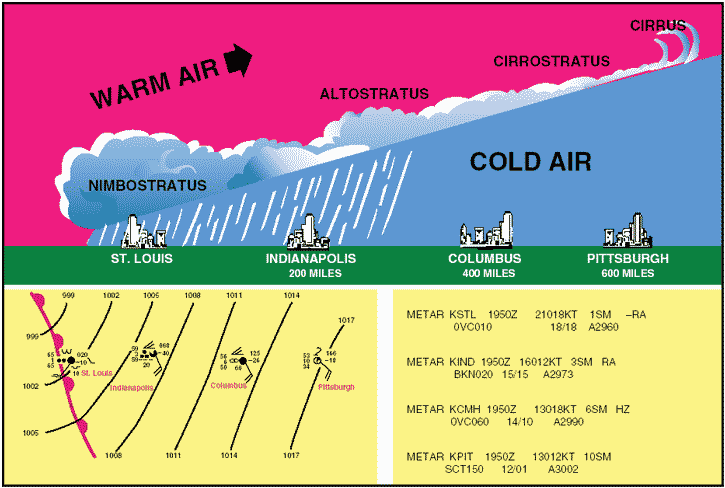 CIRRUS
CIRROSTRATUS
WARM AIR
ALTOSTRATUS
COLD AIR
NIMBOSTRATUS
ST. LOUIS INDIANAPOLIS COLUMBUS PITTSBURGH
200 MILES 400 MILES 600 MILES
999 1002 1005 1008 1011 1014
1017
999
St. Louis
Indianapolis
Columbus
Pittsburgh
1002
1005
1008 1011 1014 1017
METAR KSTL 1950Z 21018KT 1SM –RA
0VC010 18/18 A2960
METAR KIND 1950Z 16012KT 3SM RA
BKN020 15/15 A2973
METAR KCMH 1950Z 13018KT 6SM HZ
0VC060 14/10 A2990
METAR KPIT 1950Z 13012KT 10SM
SCT150 12/01 A3002